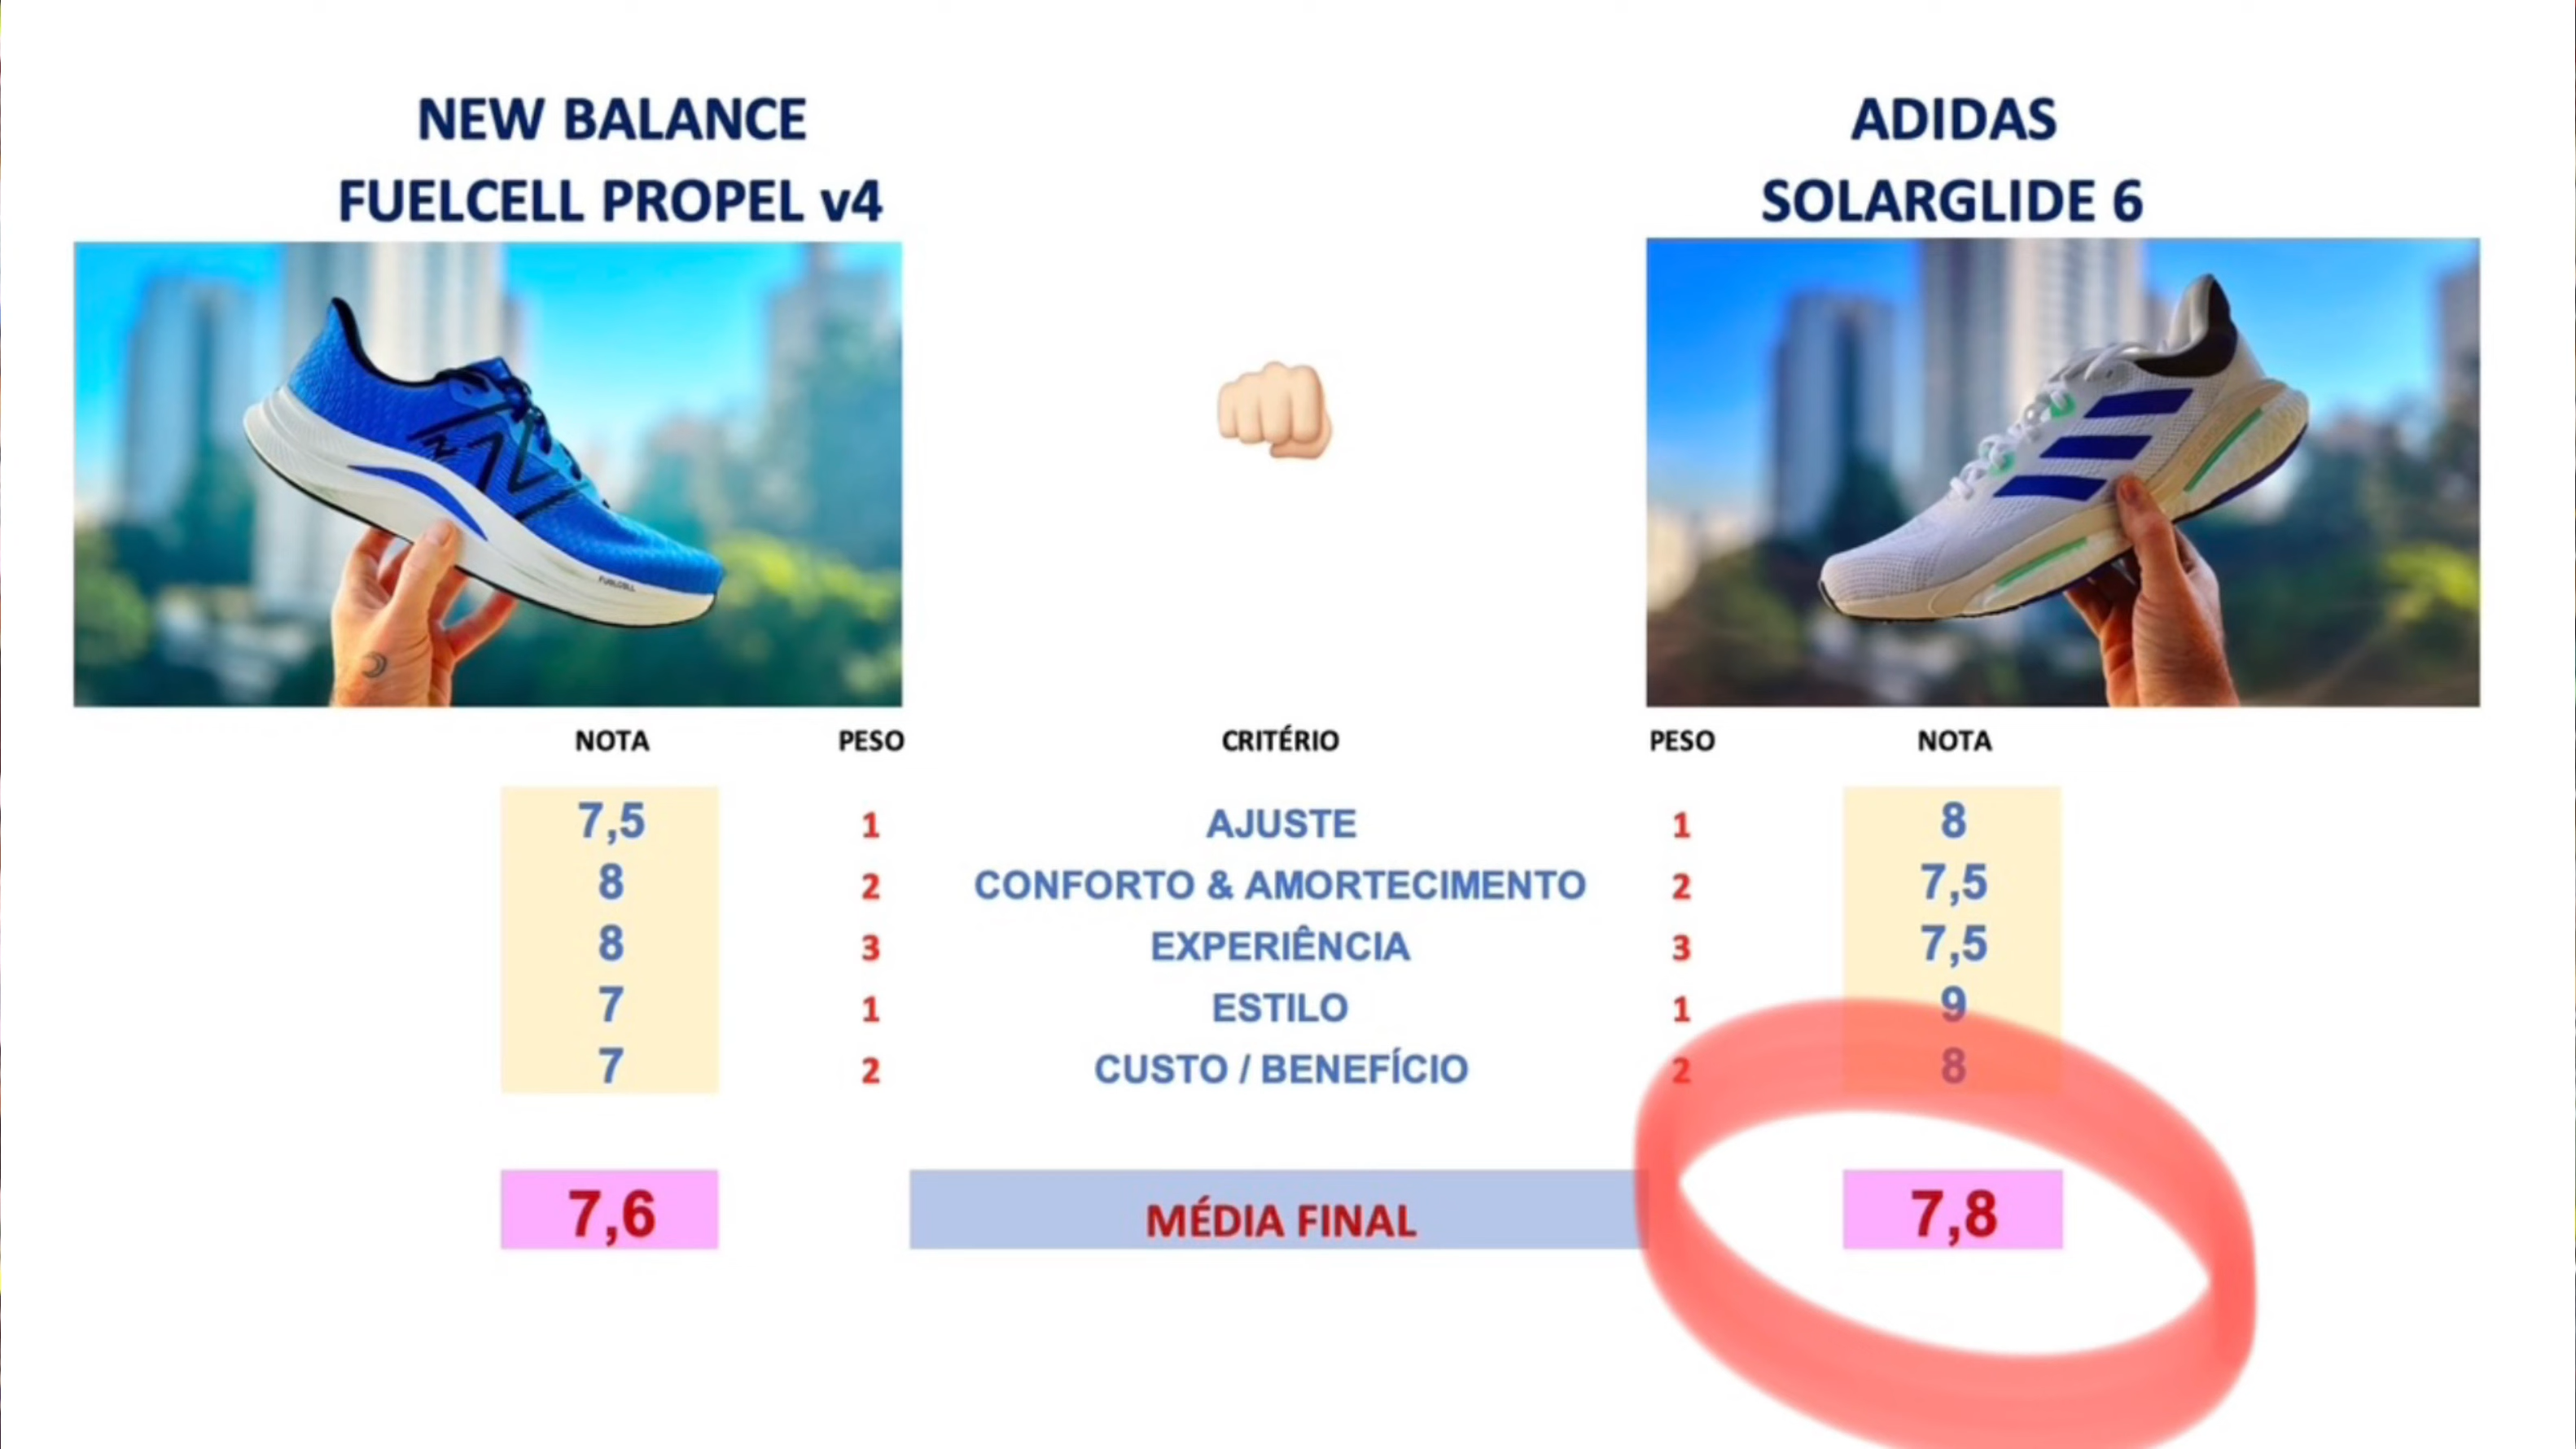 NEW BALANCE
FUELCELL PROPEL v4
ADIDAS
SOLARGLIDE 6
FUELCELL
NOTA PESO CRITÉRIO PESO NOTA
7,5 1 AJUSTE 1 8
8 2 CONFORTO & AMORTECIMENTO 2 7,5
8 3 EXPERIÊNCIA 3 7,5
7 1 ESTILO 1 9
7 2 CUSTO / BENEFÍCIO 2 8
7,6 MÉDIA FINAL 7,8